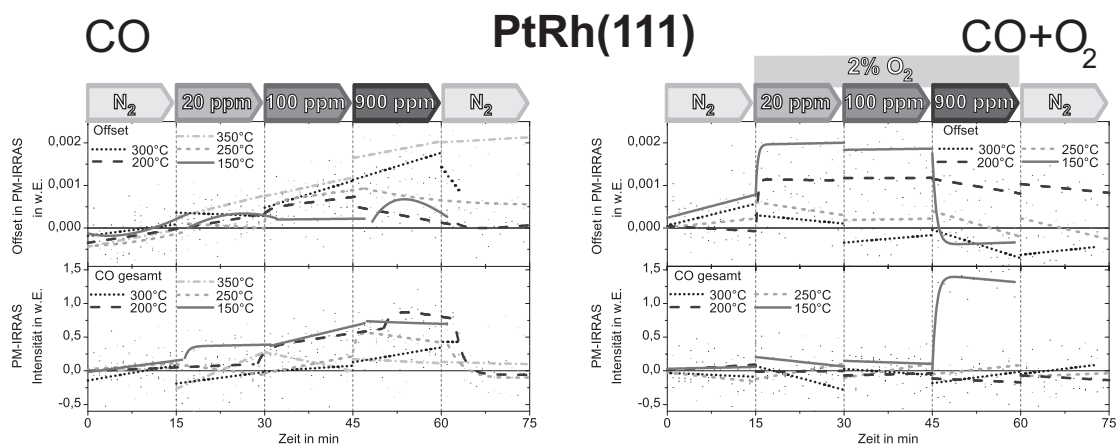 CO
PtRh(111)
CO+O2
2% O2
N2
20 ppm
100 ppm
900 ppm
N2
N2
20 ppm
100 ppm
900 ppm
N2
Offset in PM-IRRAS
in w.E.
0,002
0,001
0,000
Offset
300°C
200°C
350°C
250°C
150°C
PM-IRRAS
Intensität in w.E.
1,5
1,0
0,5
0,0
-0,5
CO gesamt
300°C
200°C
350°C
250°C
150°C
0
15
30
45
60
75
Zeit in min
Offset in PM-IRRAS
in w.E.
0,002
0,001
0,000
Offset
300°C
200°C
250°C
150°C
PM-IRRAS
Intensität in w.E.
1,5
1,0
0,5
0,0
-0,5
CO gesamt
300°C
200°C
250°C
150°C
0
15
30
45
60
75
Zeit in min